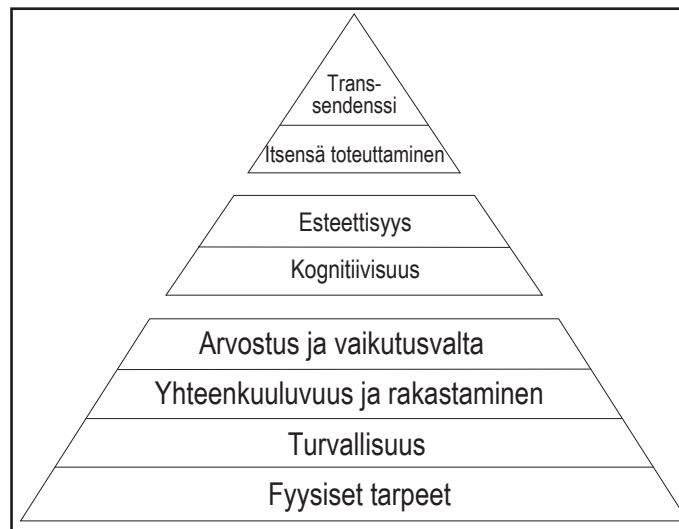 Trans-
sendenssi
Itsensä toteuttaminen
Esteettisyys
Kognitiivisuus
Arvostus ja vaikutusvalta
Yhteenkuuluvuus ja rakastaminen
Turvallisuus
Fyysiset tarpeet